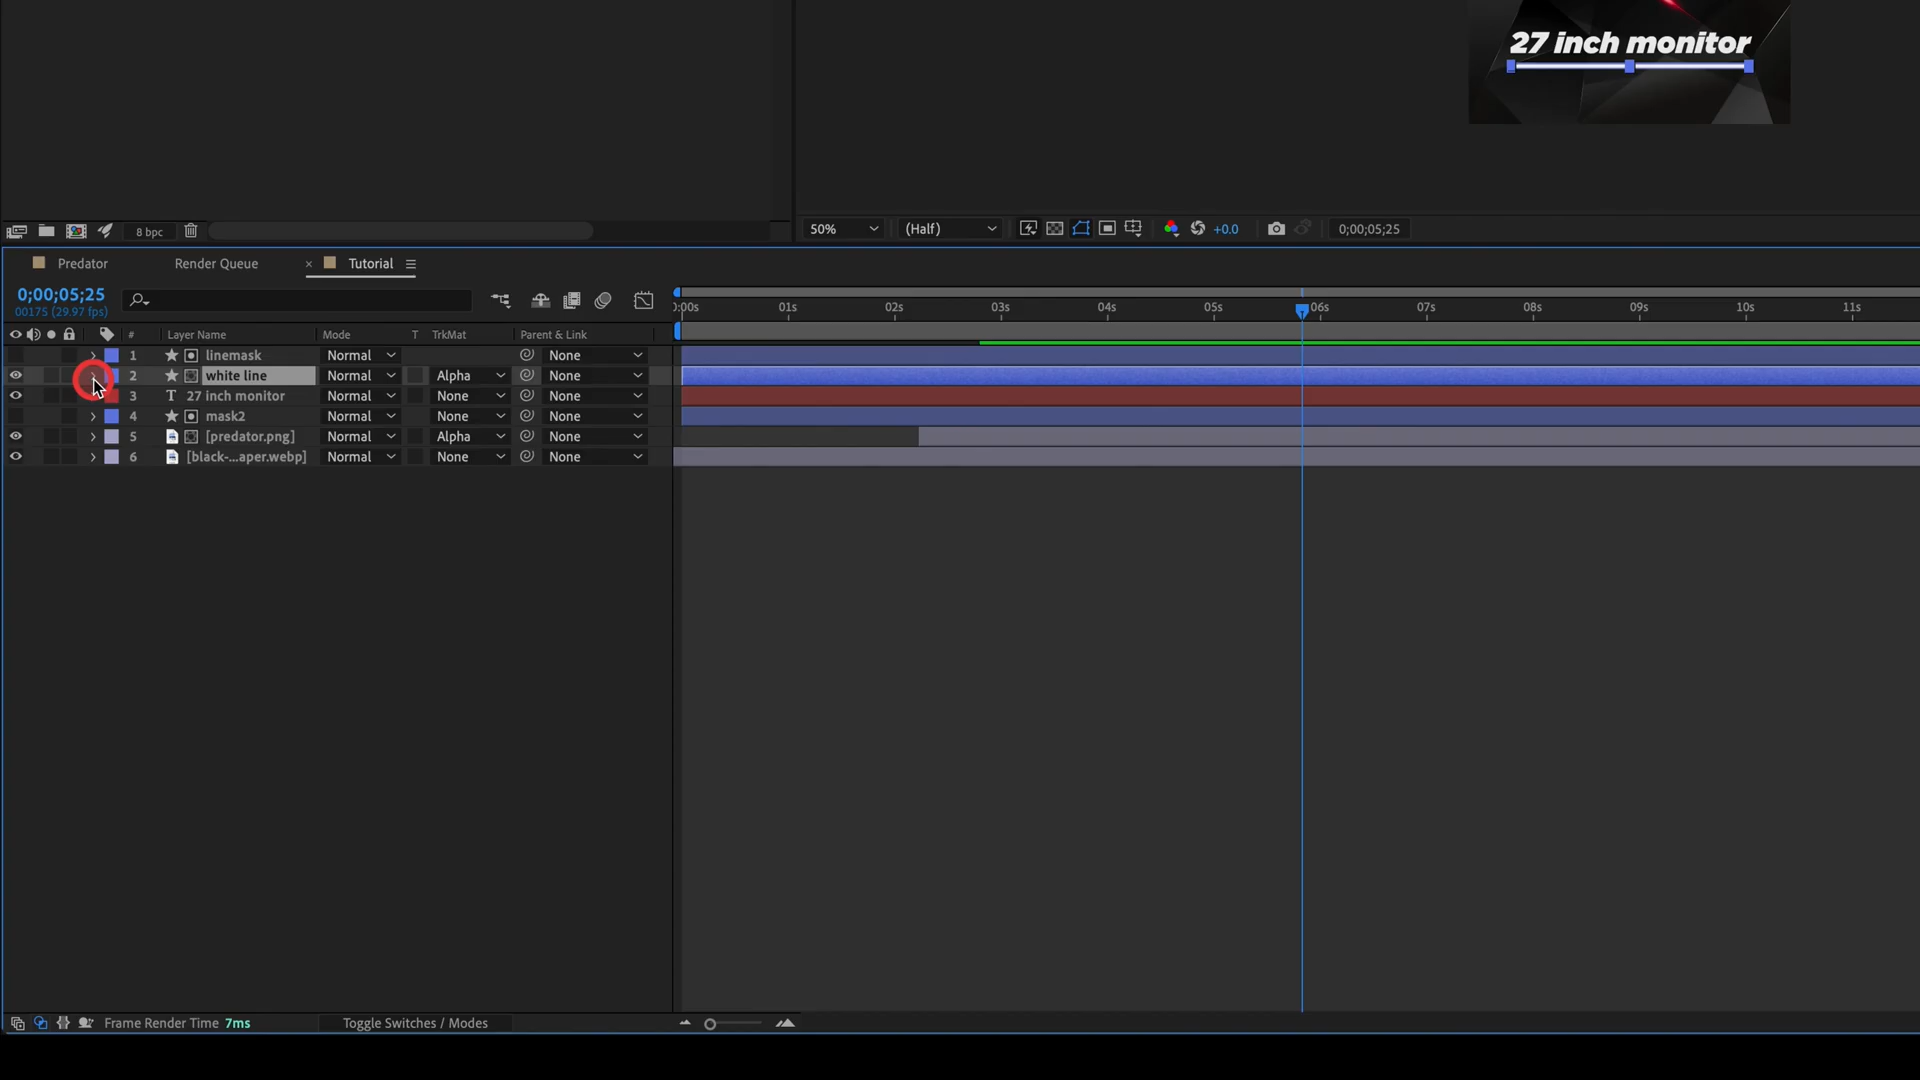 27 inch monitor
8 bpc
50%
(Half)
+0.0
0;00;05;25
Predator
Render Queue
× Tutorial
0;00;05;25
00175 (29.97 fps)
0:00s 01s 02s 03s 04s 05s 06s 07s 08s 09s 10s 11s
# Layer Name Mode T TrkMat Parent & Link
1 linemask Normal None
2 white line Normal Alpha None
3 T 27 inch monitor Normal None None
4 mask2 Normal None None
5 [predator.png] Normal Alpha None
6 [black-...aper.webp] Normal None None
Frame Render Time 7ms
Toggle Switches / Modes